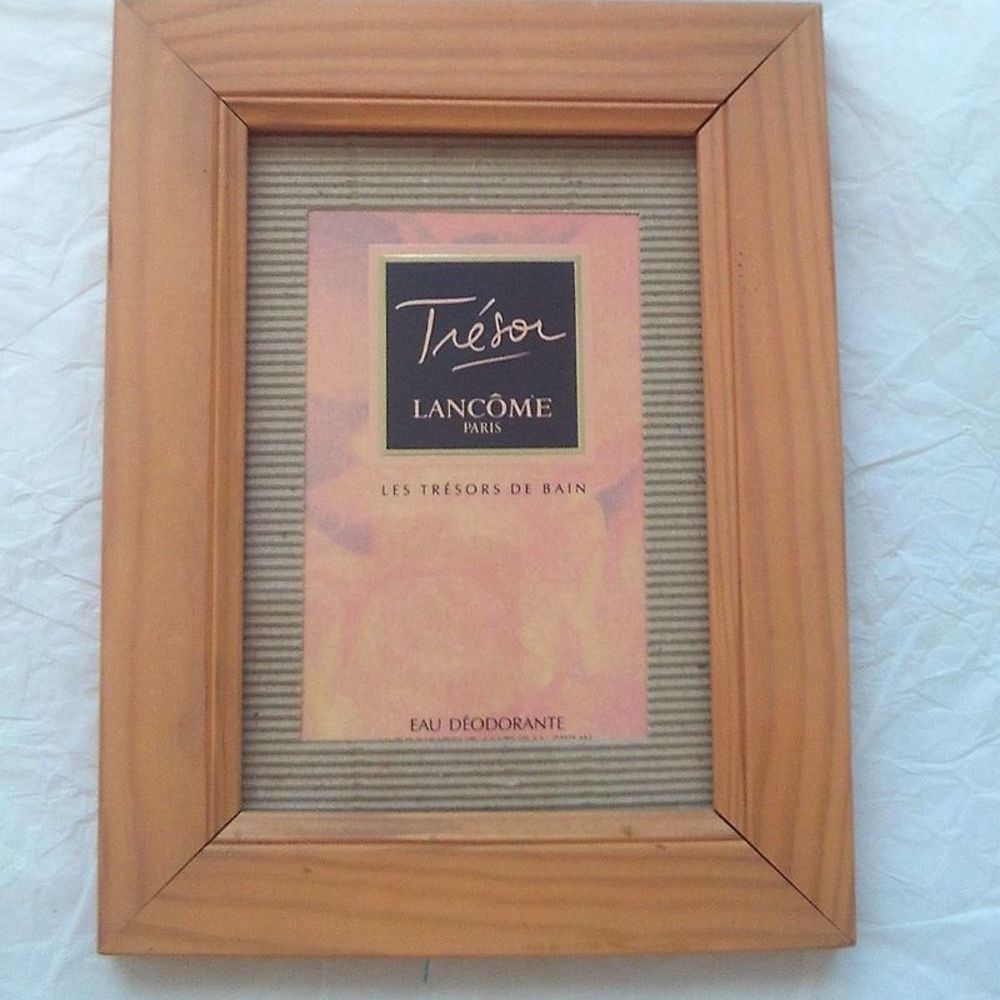 Trésor
LANCÔME
PARIS
LES TRÉSORS DE BAIN
EAU DÉODORANTE